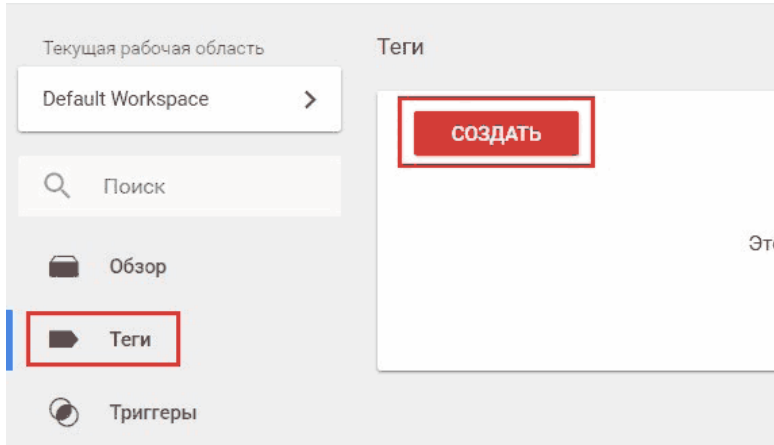 Текущая рабочая область
Default Workspace
Поиск
Обзор
Теги
Триггеры
Теги
СОЗДАТЬ